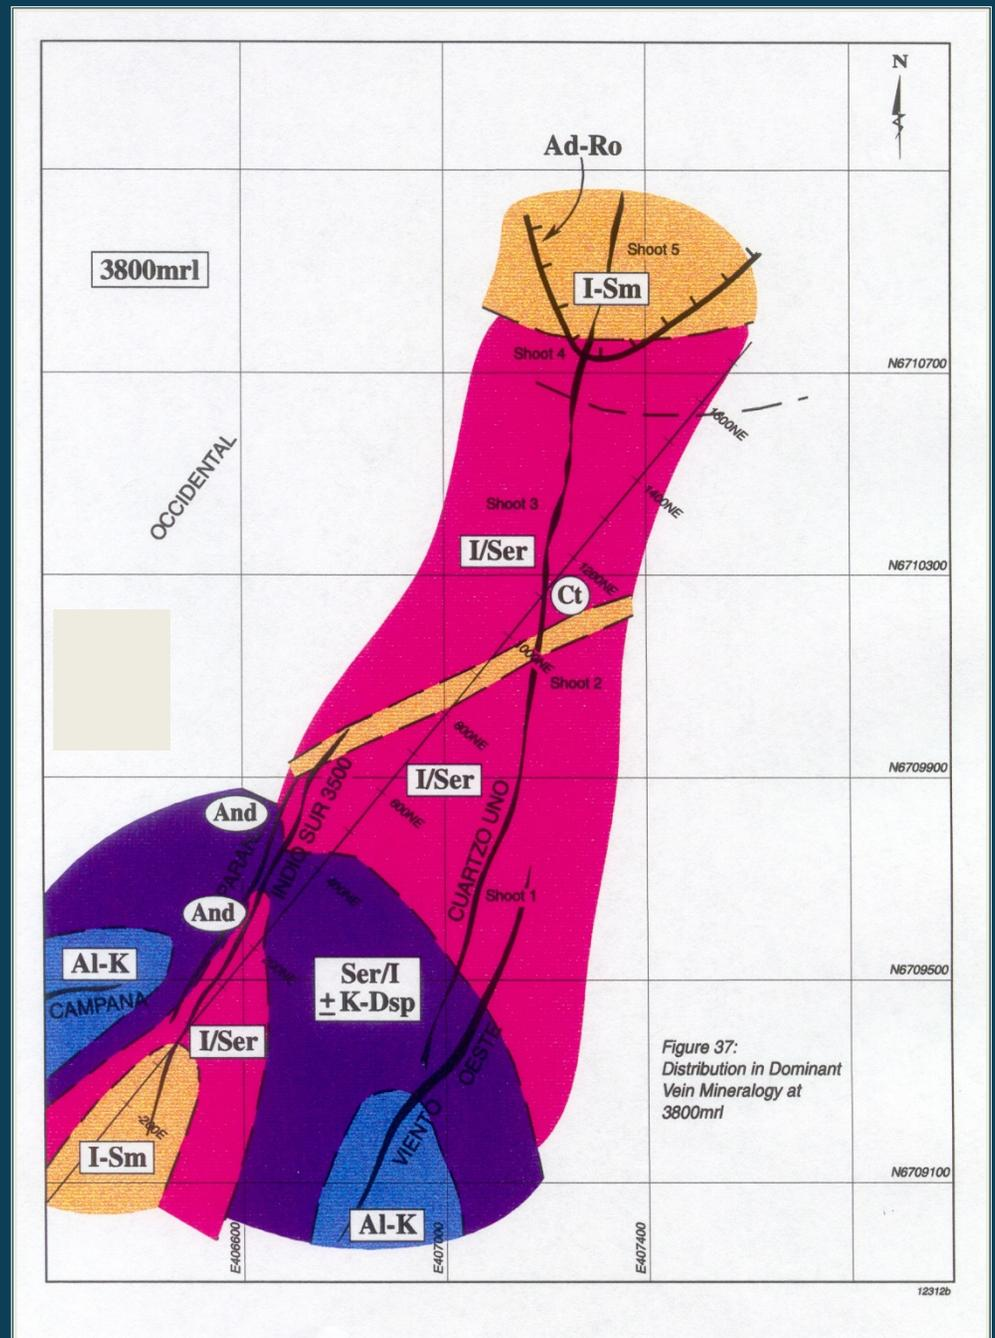 N
Ad-Ro
Shoot 5
3800mrl
I-Sm
Shoot 4
N6710700
1600NE
OCCIDENTAL
1400NE
Shoot 3
I/Ser
N6710300
1200NE
Ct
1000NE
Shoot 2
800NE
I/Ser
N6709900
INDIO SUR 3500
600NE
And
CUARTZO UNO
400NE
Shoot 1
And
Al-K
200NE
Ser/I
± K-Dsp
N6709500
CAMPANA
I/Ser
VIENTO OESTE
Figure 37:
Distribution in Dominant
Vein Mineralogy at
3800mrl
I-Sm
N6709100
Al-K
E406600
E407000
E407400
12312b